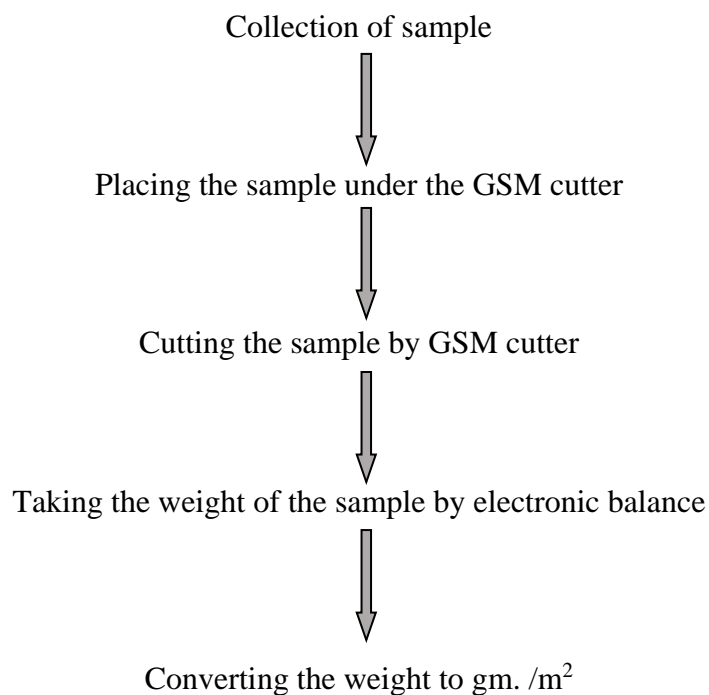 Collection of sample
Placing the sample under the GSM cutter
Cutting the sample by GSM cutter
Taking the weight of the sample by electronic balance
Converting the weight to gm. /m²